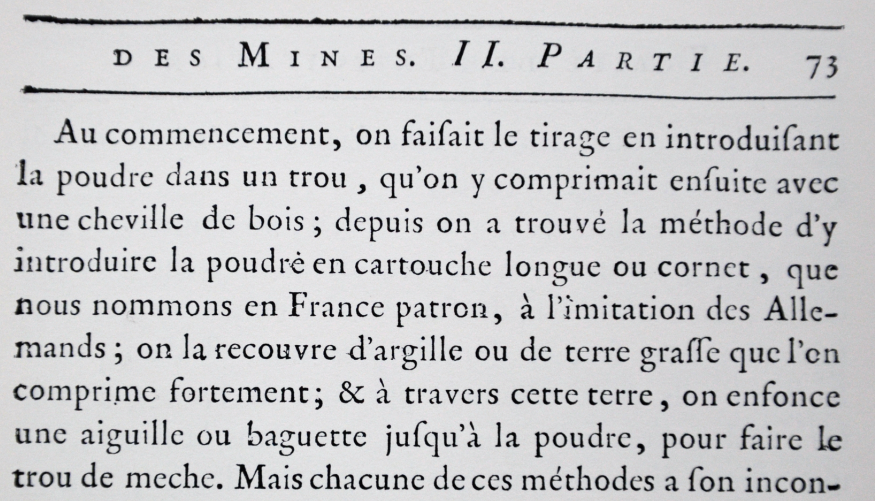 DES MINES. II. PARTIE. 73
Au commencement, on faiſait le tirage en introduiſant
la poudre dans un trou, qu'on y comprimait enſuite avec
une cheville de bois; depuis on a trouvé la méthode d'y
introduire la poudre en cartouche longue ou cornet, que
nous nommons en France patron, à l'imitation des Alle-
mands; on la recouvre d'argille ou de terre graſſe que l'on
comprime fortement; & à travers cette terre, on enfonce
une aiguille ou baguette juſqu'à la poudre, pour faire le
trou de meche. Mais chacune de ces méthodes a ſon incon-